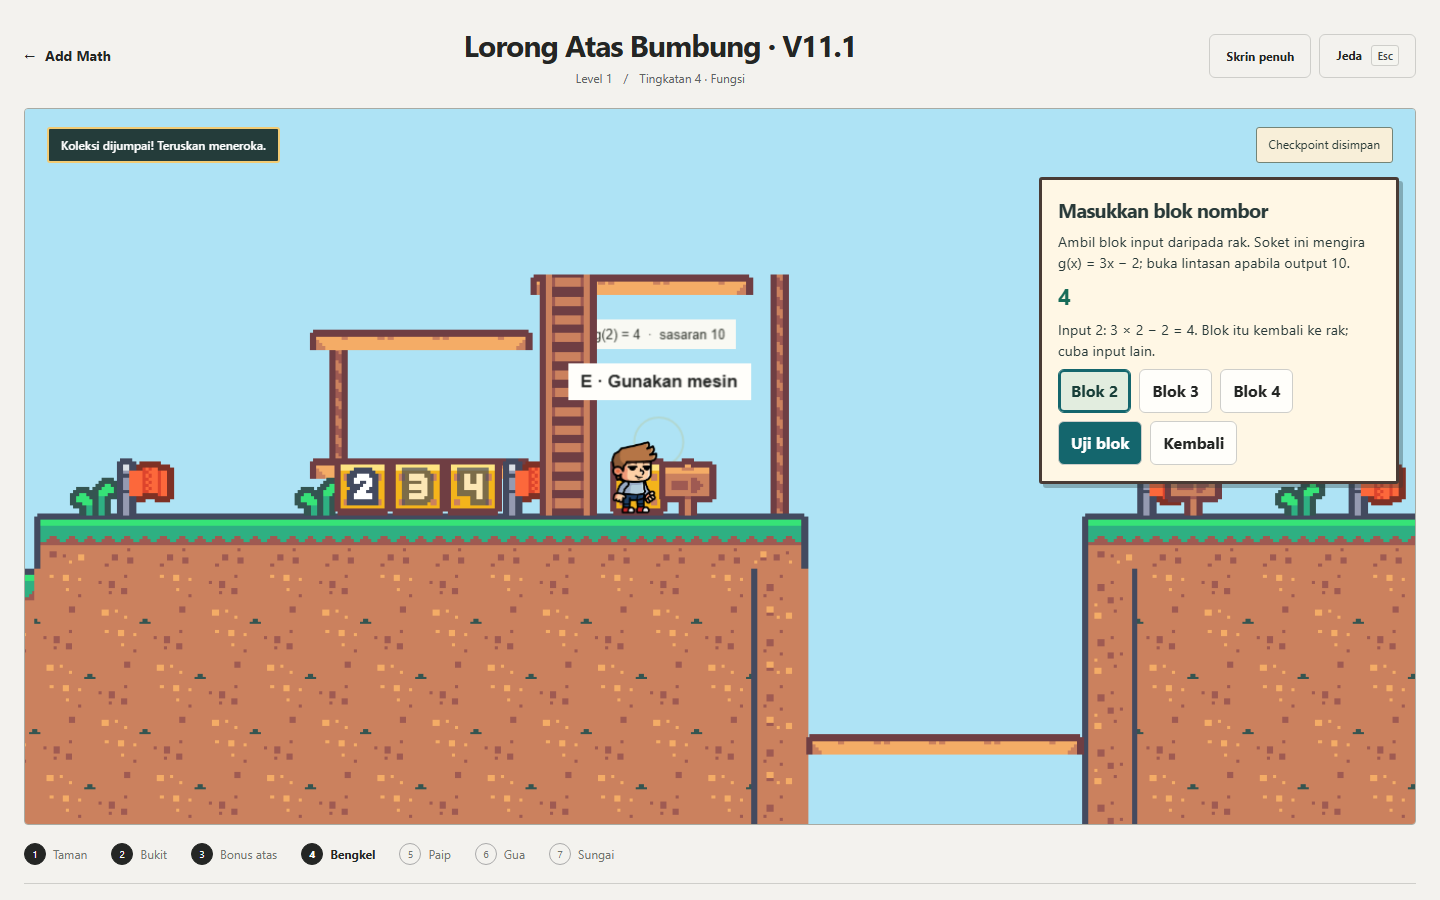 ← Add Math
Lorong Atas Bumbung · V11.1
Level 1 / Tingkatan 4 · Fungsi
Skrin penuh
Jeda Esc
Koleksi dijumpai! Teruskan meneroka.
Checkpoint disimpan
Masukkan blok nombor
Ambil blok input daripada rak. Soket ini mengira
g(x) = 3x − 2; buka lintasan apabila output 10.
4
Input 2: 3 × 2 − 2 = 4. Blok itu kembali ke rak;
cuba input lain.
Blok 2 Blok 3 Blok 4
Uji blok Kembali
g(2) = 4 · sasaran 10
E · Gunakan mesin
2 3 4
1 Taman 2 Bukit 3 Bonus atas 4 Bengkel 5 Paip 6 Gua 7 Sungai